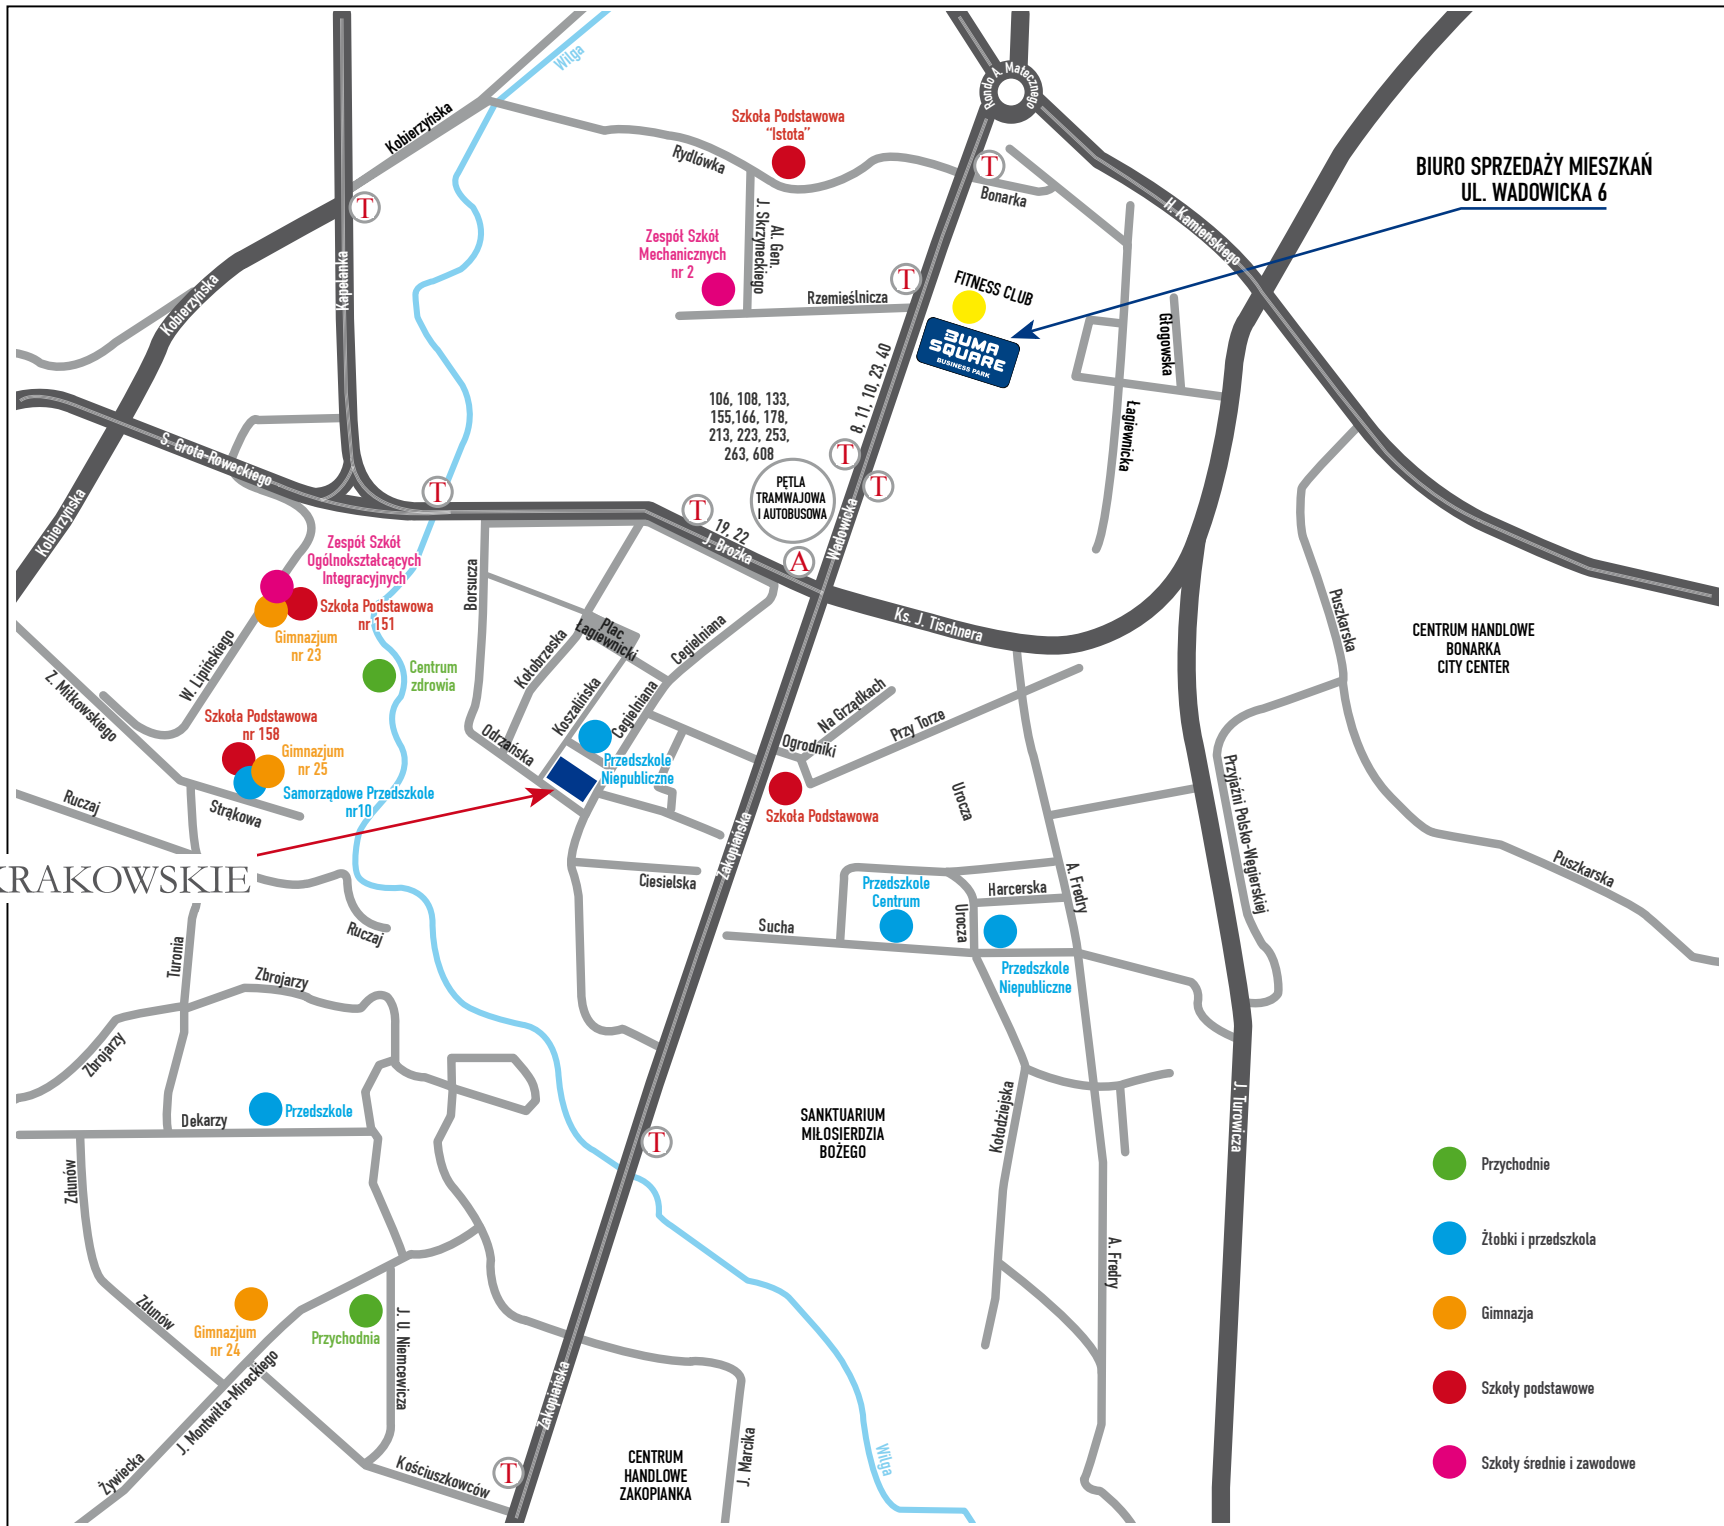 Wilga
Rondo A. Matecznego
Kobierzyńska
Szkoła Podstawowa
“Istota”
Rydlówka
T
Bonarka
BIURO SPRZEDAŻY MIESZKAŃ
UL. WADOWICKA 6
T
H. Kamieńskiego
Al. Gen.
J. Skrzyneckiego
Zespół Szkół
Mechanicznych
nr 2
Kapelanka
Kobierzyńska
T
FITNESS CLUB
Rzemieślnicza
BUMA
SQUARE
BUSINESS PARK
Głogowska
Łagiewnicka
8, 11, 10, 23, 40
106, 108, 133,
155,166, 178,
213, 223, 253,
263, 608
S. Grota-Roweckiego
T
T
T
T
PĘTLA
TRAMWAJOWA
I AUTOBUSOWA
Wadowicka
19, 22
J. Brożka
A
Kobierzyńska
Zespół Szkół
Ogólnokształcących
Integracyjnych
Szkoła Podstawowa
nr 151
Gimnazjum
nr 23
Borsucza
Plac
Łagiewnicki
Cegielniana
Ks. J. Tischnera
Puszkarska
CENTRUM HANDLOWE
BONARKA
CITY CENTER
W. Lipińskiego
Z. Miłkowskiego
Centrum
zdrowia
Kołobrzeska
Koszalińska
Cegielniana
Odrzańska
Na Grządkach
Przy Torze
Ogrodniki
Szkoła Podstawowa
nr 158
Gimnazjum
nr 25
Samorządowe Przedszkole
nr10
Przedszkole
Niepubliczne
Ruczaj
Strąkowa
Szkoła Podstawowa
Urocza
Przyjaźni Polsko-Węgierskiej
Zakopiańska
KRAKOWSKIE
Ciesielska
Przedszkole
Centrum
Harcerska
A. Fredry
Puszkarska
Ruczaj
Sucha
Urocza
Przedszkole
Niepubliczne
Turonia
Zbrojarzy
Zbrojarzy
Przedszkole
Dekarzy
T
SANKTUARIUM
MIŁOSIERDZIA
BOŻEGO
Kołodziejska
J. Turowicza
Zdunów
Przychodnie
Żłobki i przedszkola
Gimnazja
Szkoły podstawowe
Szkoły średnie i zawodowe
A. Fredry
Zdunów
Gimnazjum
nr 24
Przychodnia
J. U. Niemcewicza
J. Montwiłła-Mireckiego
Zakopiańska
Żywiecka
Kościuszkowców
T
CENTRUM
HANDLOWE
ZAKOPIANKA
J. Marcika
Wilga